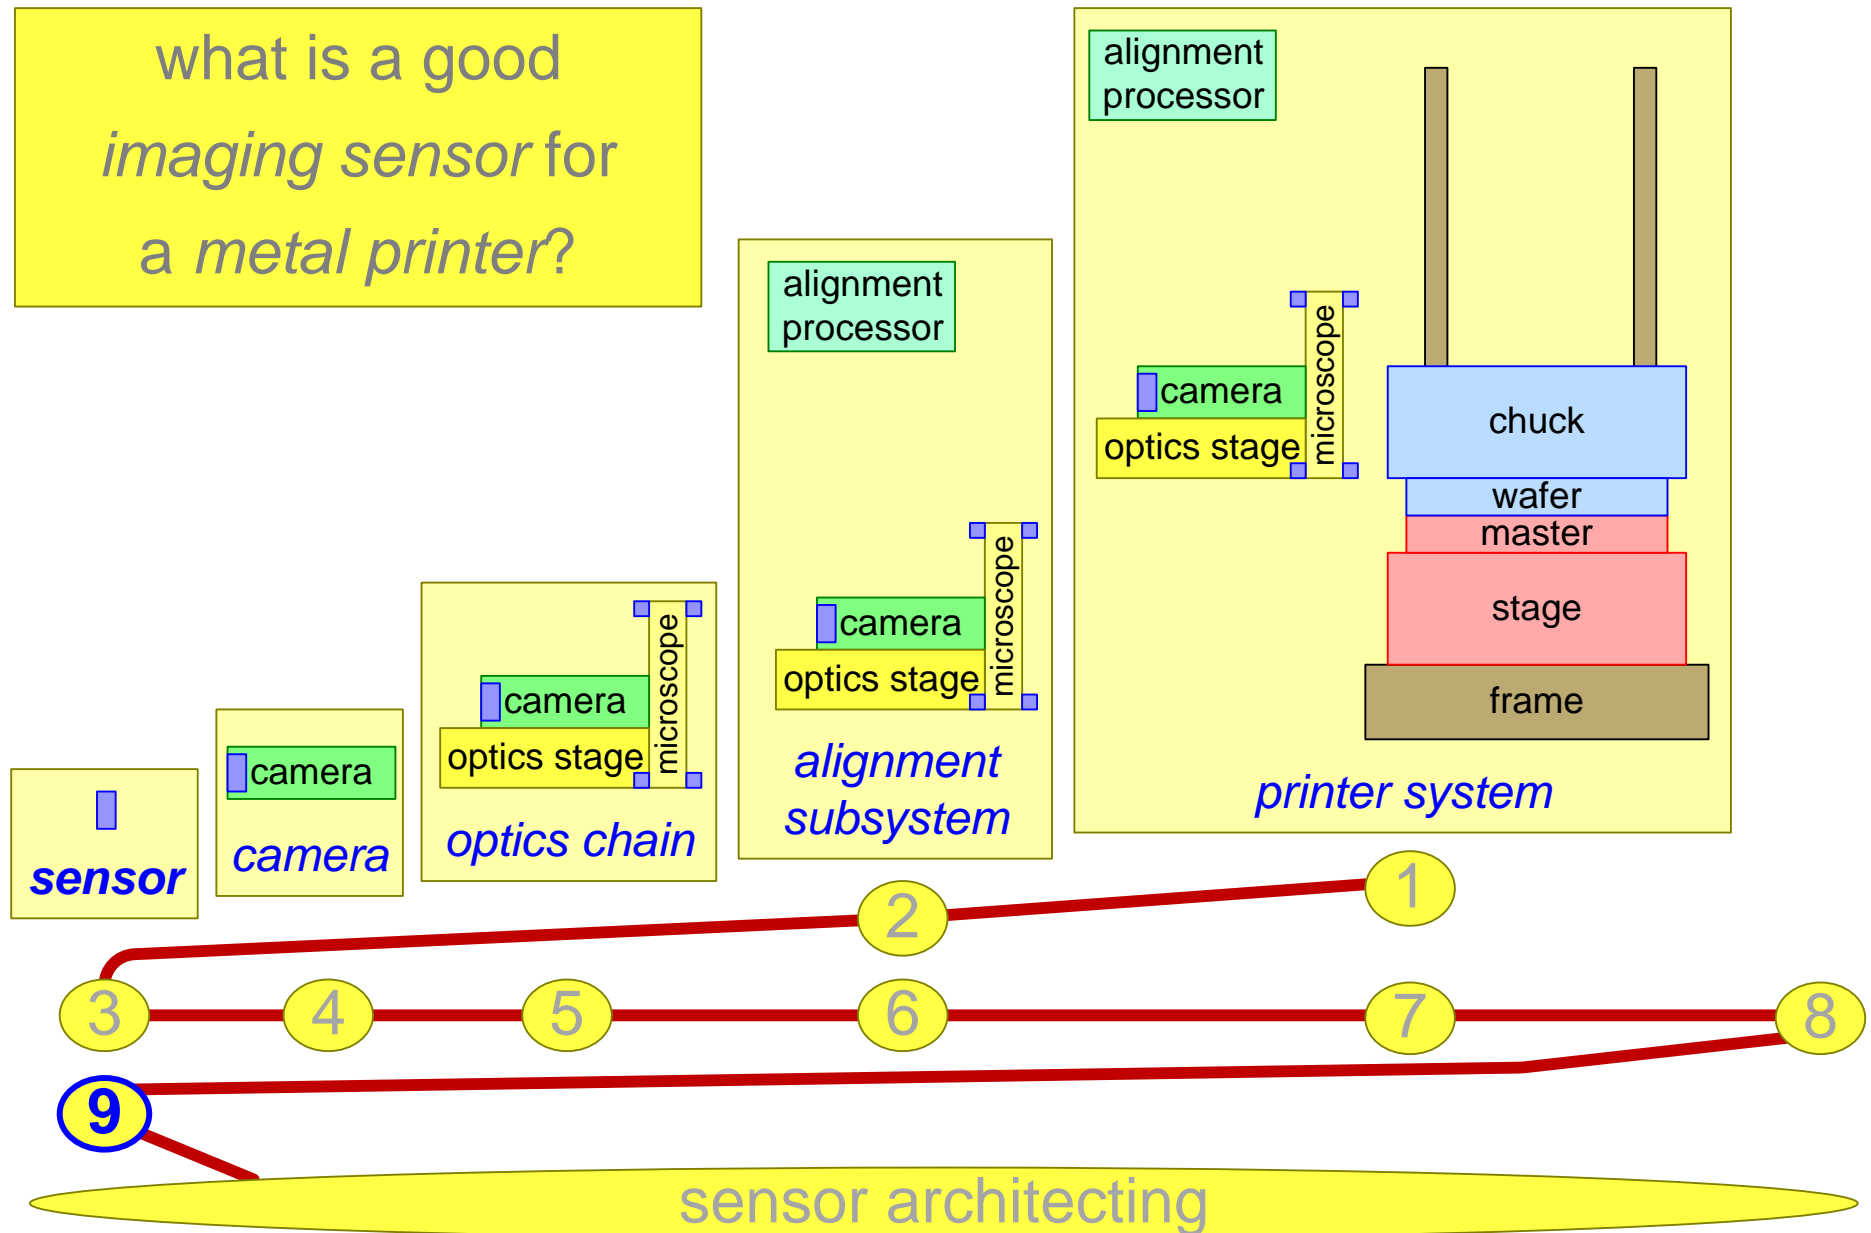 what is a good
imaging sensor for
a metal printer?
alignment
processor
camera
optics stage
microscope
chuck
wafer
master
stage
frame
printer system
alignment
processor
camera
optics stage
microscope
alignment
subsystem
camera
optics stage
microscope
optics chain
camera
camera
sensor
1
2
3
4
5
6
7
8
9
sensor architecting